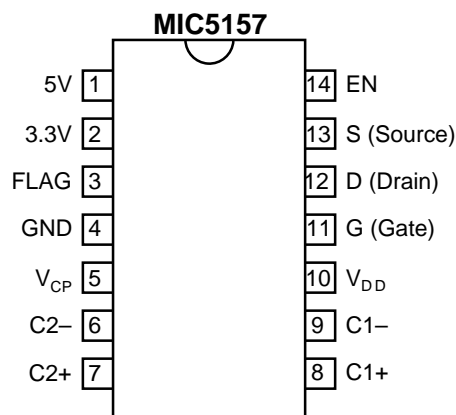 MIC5157
5V 1 14 EN
3.3V 2 13 S (Source)
FLAG 3 12 D (Drain)
GND 4 11 G (Gate)
VCP 5 10 VDD
C2– 6 9 C1–
C2+ 7 8 C1+